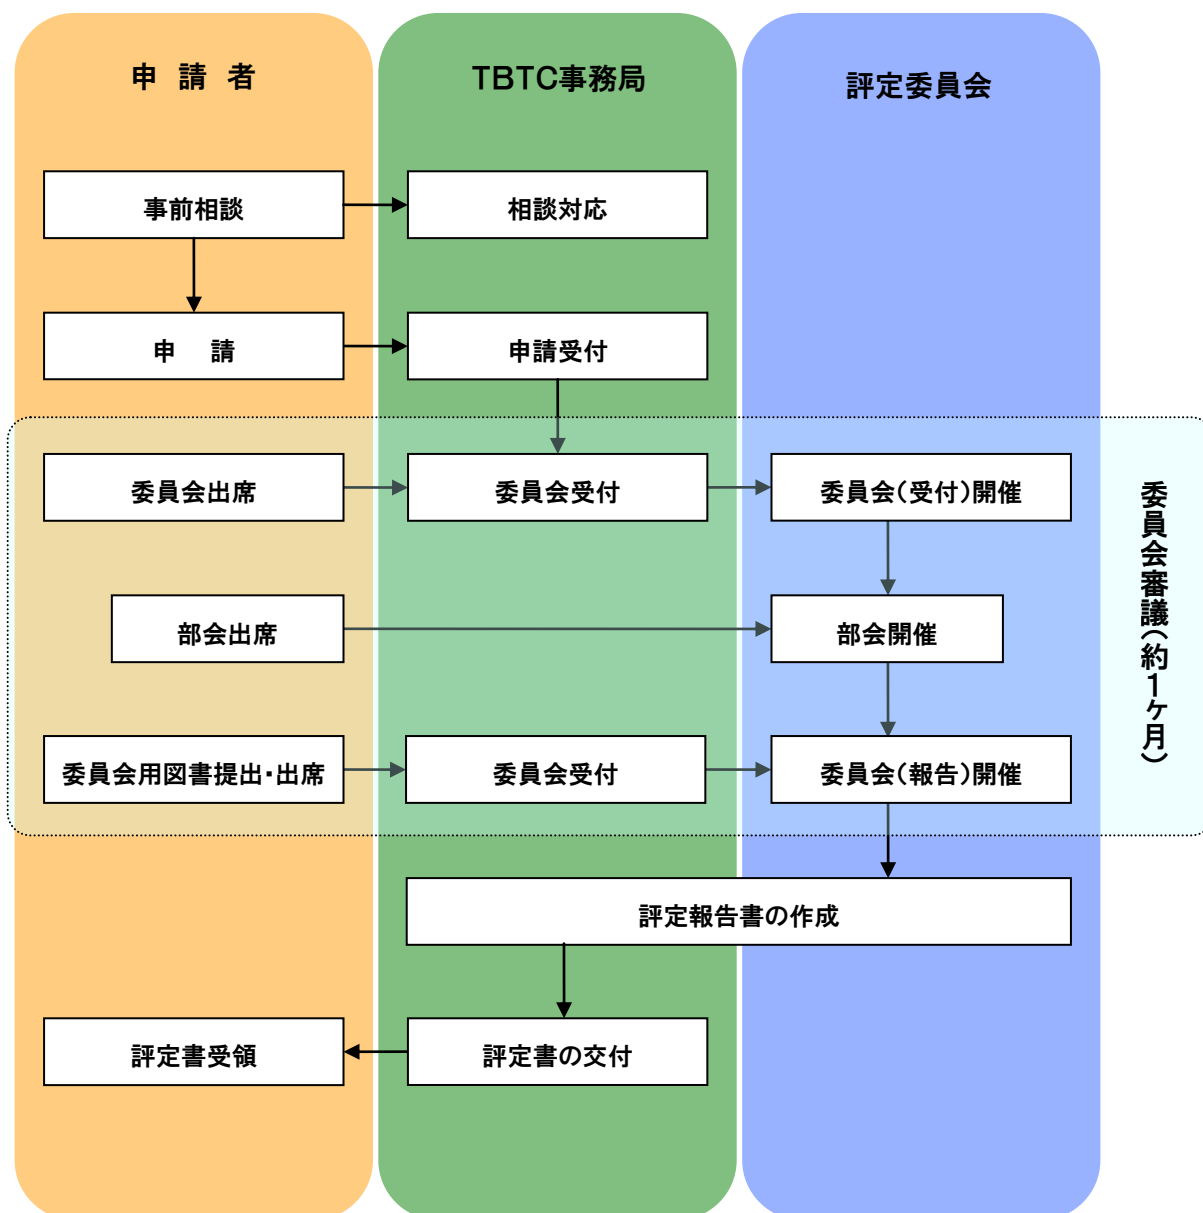 申 請 者
TBTC事務局
評定委員会
事前相談
相談対応
申 請
申請受付
委員会出席
委員会受付
委員会(受付)開催
部会出席
部会開催
委員会用図書提出・出席
委員会受付
委員会(報告)開催
委員会審議(約1ヶ月)
評定報告書の作成
評定書受領
評定書の交付